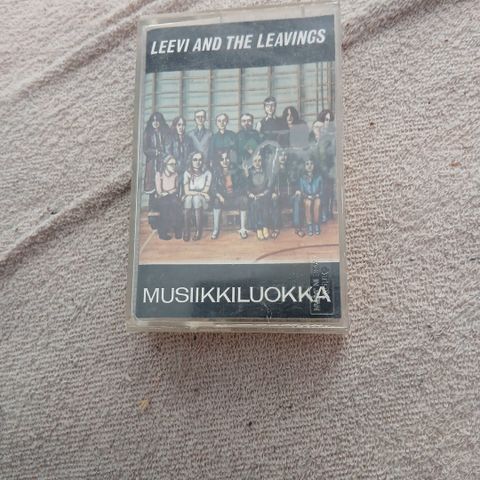 LEEVI AND THE LEAVINGS
MUSIIKKILUOKKA